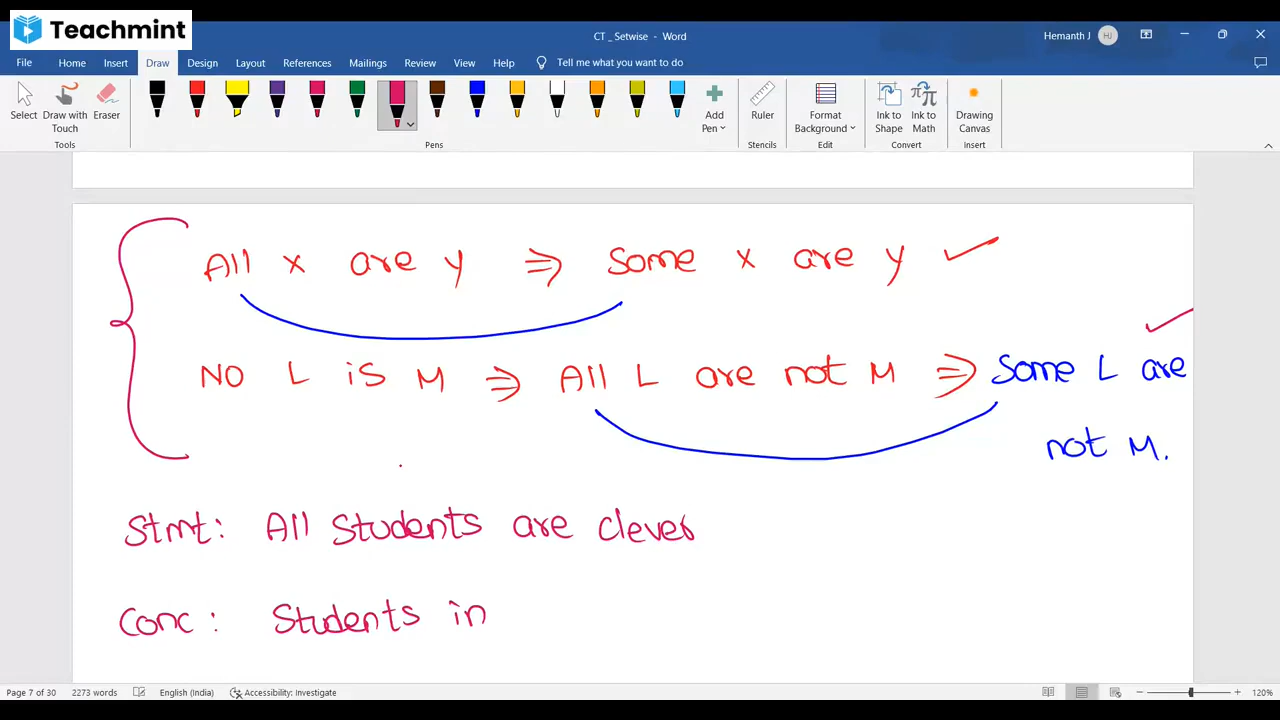 Teachmint
CT _ Setwise - Word
Hemanth J
HJ
File Home Insert Draw Design Layout References Mailings Review View Help Tell me what you want to do
Select
Draw with Touch
Eraser
Add Pen
Ruler
Format Background
Ink to Shape
Ink to Math
Drawing Canvas
Tools
Pens
Stencils
Edit
Convert
Insert
All x are y ⇒ Some x are y ✓
No L is M ⇒ All L are not M ⇒ Some L are
not M.
Stmt: All Students are clever
Conc: Students in
Page 7 of 30 2273 words English (India) Accessibility: Investigate 120%